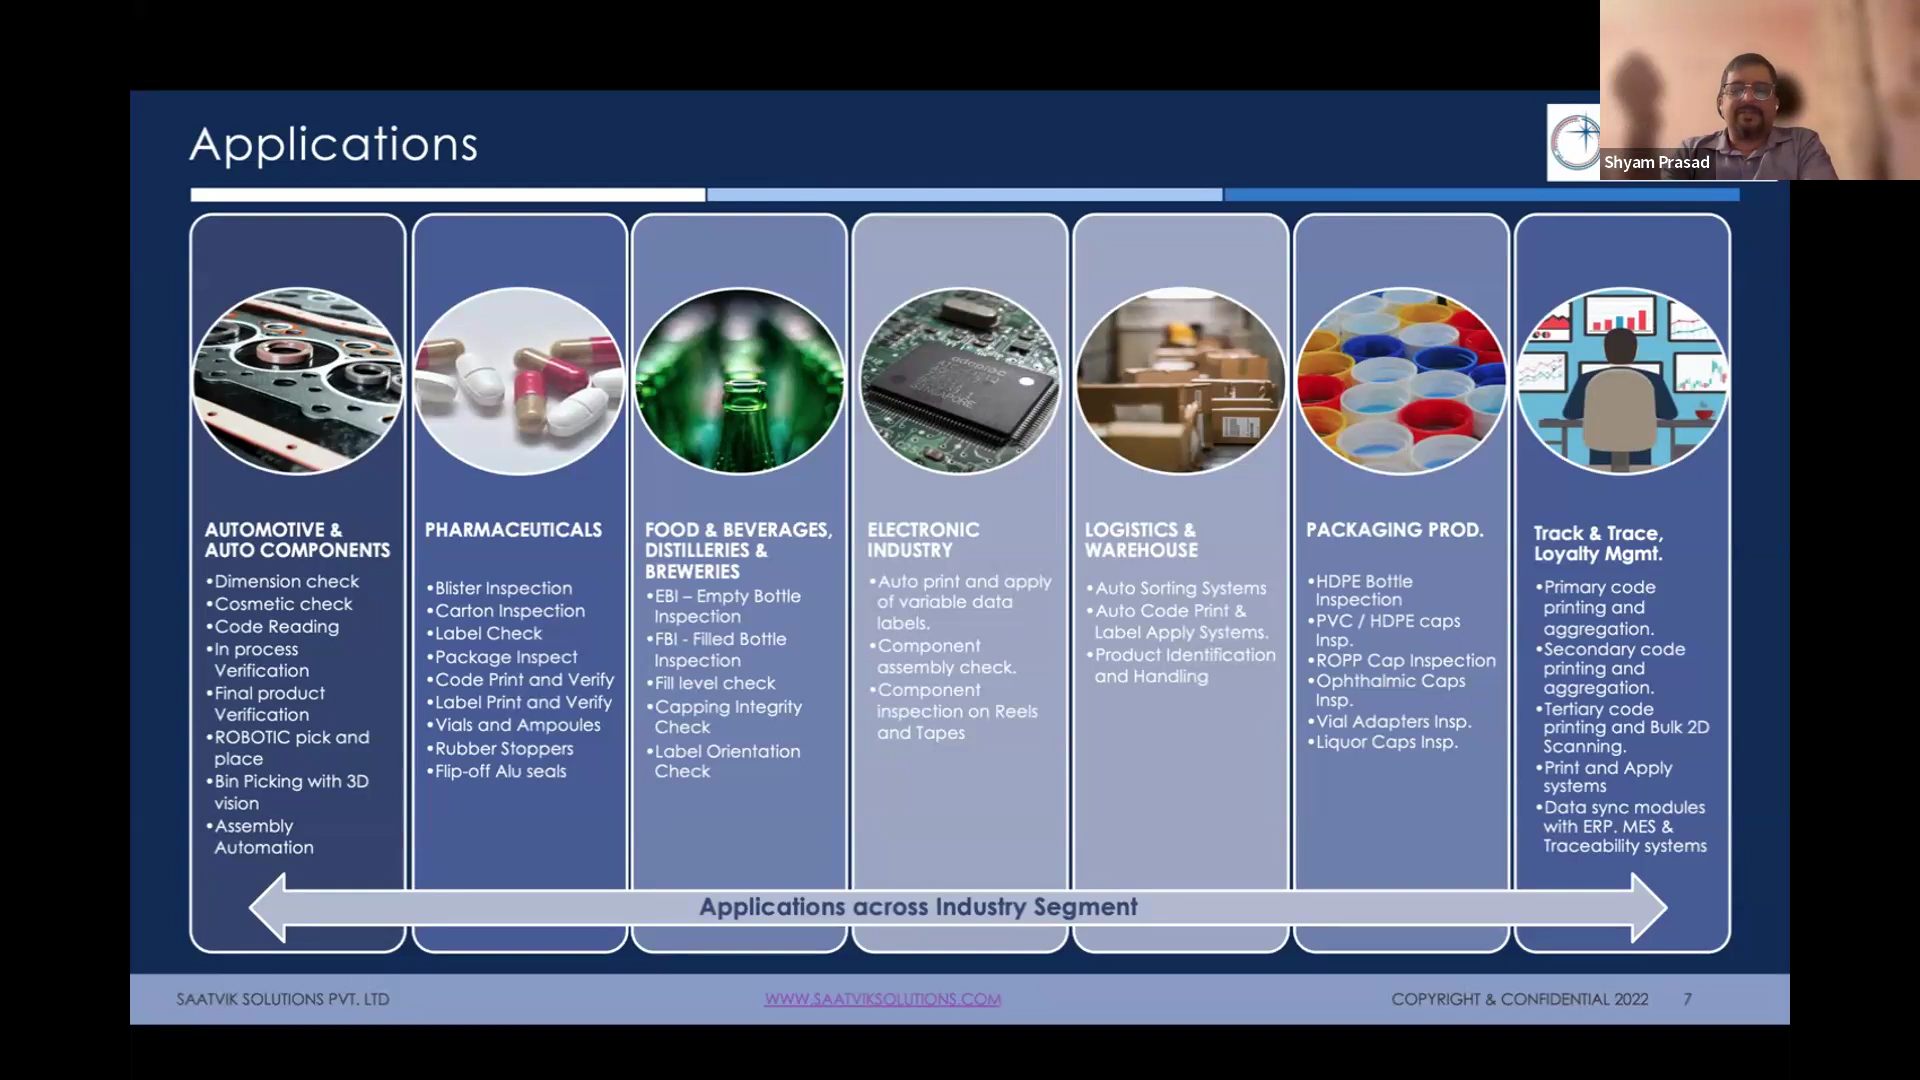 Applications
Shyam Prasad
AUTOMOTIVE &
AUTO COMPONENTS
•Dimension check
•Cosmetic check
•Code Reading
•In process
Verification
•Final product
Verification
•ROBOTIC pick and
place
•Bin Picking with 3D
vision
•Assembly
Automation
PHARMACEUTICALS
•Blister Inspection
•Carton Inspection
•Label Check
•Package Inspect
•Code Print and Verify
•Label Print and Verify
•Vials and Ampoules
•Rubber Stoppers
•Flip-off Alu seals
FOOD & BEVERAGES,
DISTILLERIES &
BREWERIES
•EBI – Empty Bottle
Inspection
•FBI - Filled Bottle
Inspection
•Fill level check
•Capping Integrity
Check
•Label Orientation
Check
SINGAPORE
ELECTRONIC
INDUSTRY
•Auto print and apply
of variable data
labels.
•Component
assembly check.
•Component
inspection on Reels
and Tapes
LOGISTICS &
WAREHOUSE
•Auto Sorting Systems
•Auto Code Print &
Label Apply Systems.
•Product Identification
and Handling
PACKAGING PROD.
•HDPE Bottle
Inspection
•PVC / HDPE caps
Insp.
•ROPP Cap Inspection
•Ophthalmic Caps
Insp.
•Vial Adapters Insp.
•Liquor Caps Insp.
Track & Trace,
Loyalty Mgmt.
•Primary code
printing and
aggregation.
•Secondary code
printing and
aggregation.
•Tertiary code
printing and Bulk 2D
Scanning.
•Print and Apply
systems
•Data sync modules
with ERP. MES &
Traceability systems
Applications across Industry Segment
SAATVIK SOLUTIONS PVT. LTD
WWW.SAATVIKSOLUTIONS.COM
COPYRIGHT & CONFIDENTIAL 2022
7